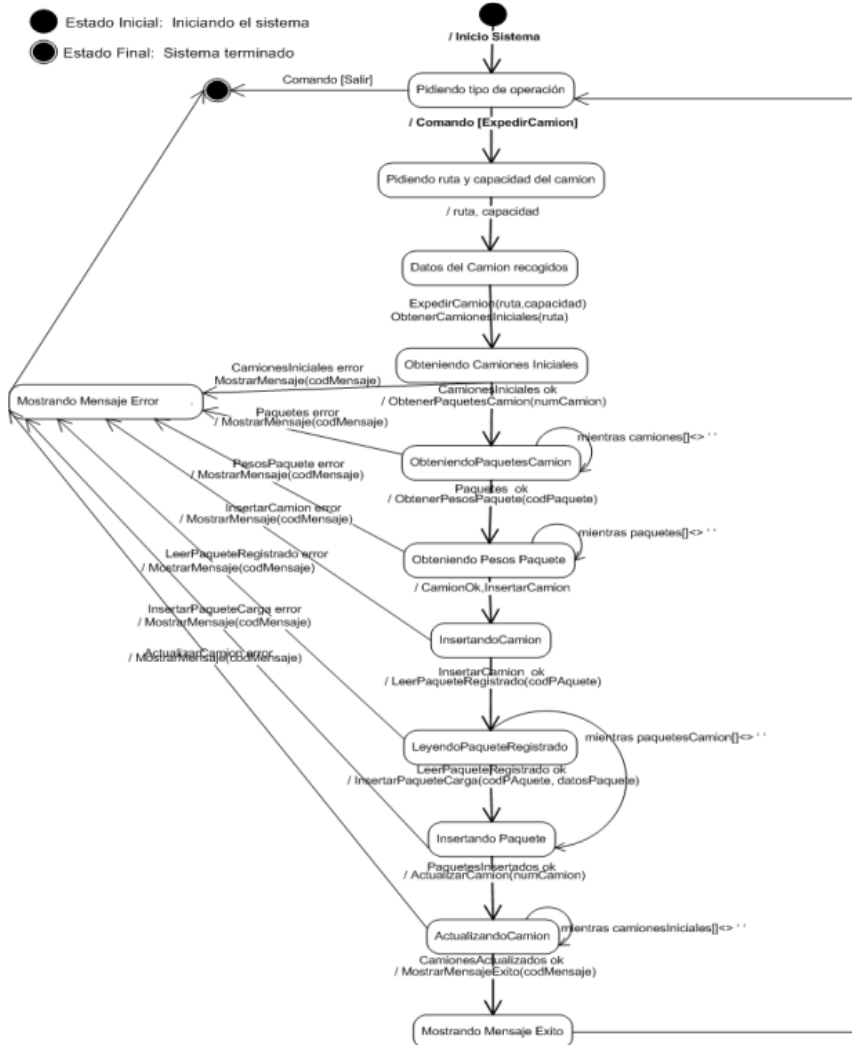 Estado Inicial: Iniciando el sistema
Estado Final: Sistema terminado
/ Inicio Sistema
Comando [Salir]
Pidiendo tipo de operación
/ Comando [ExpedirCamion]
Pidiendo ruta y capacidad del camion
/ ruta, capacidad
Datos del Camion recogidos
ExpedirCamion(ruta,capacidad)
ObtenerCamionesIniciales(ruta)
Obteniendo Camiones Iniciales
CamionesIniciales error
MostrarMensaje(codMensaje)
Mostrando Mensaje Error
CamionesIniciales ok
/ ObtenerPaquetesCamion(numCamion)
Paquetes error
/ MostrarMensaje(codMensaje)
mientras camiones[]<> ' '
ObteniendoPaquetesCamion
PesosPaquete error
/ MostrarMensaje(codMensaje)
Paquetes ok
/ ObtenerPesosPaquete(codPaquete)
InsertarCamion error
/ MostrarMensaje(codMensaje)
mientras paquetes[]<> ' '
Obteniendo Pesos Paquete
LeerPaqueteRegistrado error
/ MostrarMensaje(codMensaje)
/ CamionOk,InsertarCamion
InsertarPaqueteCarga error
/ MostrarMensaje(codMensaje)
InsertandoCamion
ActualizarCamion error
/ MostrarMensaje(codMensaje)
InsertarCamion ok
/ LeerPaqueteRegistrado(codPAquete)
mientras paquetesCamion[]<> ' '
LeyendoPaqueteRegistrado
LeerPaqueteRegistrado ok
/ InsertarPaqueteCarga(codPAquete, datosPaquete)
Insertando Paquete
PaquetesInsertados ok
/ ActualizarCamion(numCamion)
mientras camionesIniciales[]<> ' '
ActualizandoCamion
CamionesActualizados ok
/ MostrarMensajeExito(codMensaje)
Mostrando Mensaje Exito